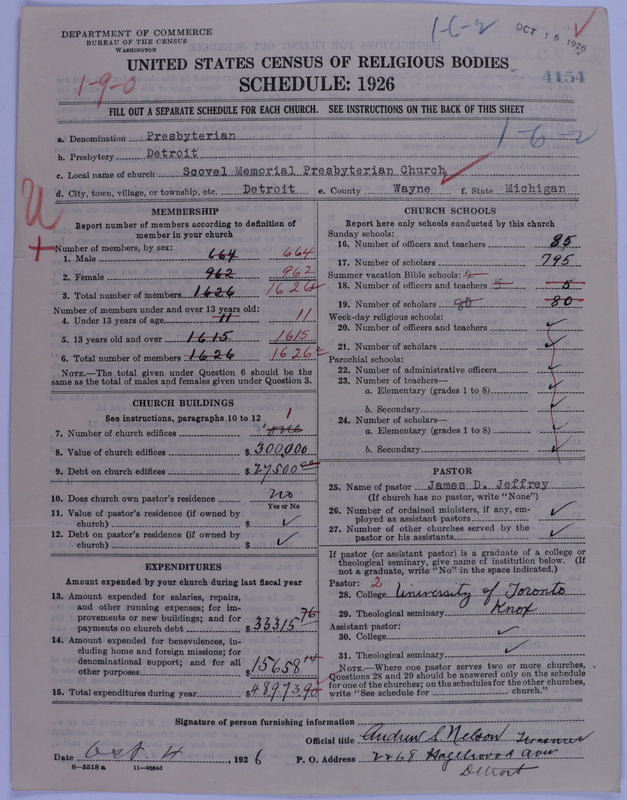 DEPARTMENT OF COMMERCE
BUREAU OF THE CENSUS
WASHINGTON
1-6-2
OCT 15 1926
4154
1-9-0
UNITED STATES CENSUS OF RELIGIOUS BODIES
SCHEDULE: 1926
FILL OUT A SEPARATE SCHEDULE FOR EACH CHURCH. SEE INSTRUCTIONS ON THE BACK OF THIS SHEET
1-6-2
a. Denomination Presbyterian
b. Presbytery Detroit
c. Local name of church Scovel Memorial Presbyterian Church
d. City, town, village, or township, etc. Detroit e. County Wayne f. State Michigan
MEMBERSHIP
Report number of members according to definition of
member in your church
Number of members, by sex:
1. Male 664 664
2. Female 962 962
3. Total number of members 1626 1626
Number of members under and over 13 years old:
4. Under 13 years of age 11 11
5. 13 years old and over 1615 1615
6. Total number of members 1626 1626
NOTE.—The total given under Question 6 should be the
same as the total of males and females given under Question 3.
CHURCH BUILDINGS
See instructions, paragraphs 10 to 12
1
7. Number of church edifices
8. Value of church edifices $ 300,000
9. Debt on church edifices $ 27500 00
10. Does church own pastor's residence no
Yes or No
11. Value of pastor's residence (if owned by
church) $ ✓
12. Debt on pastor's residence (if owned by
church) $ ✓
EXPENDITURES
Amount expended by your church during last fiscal year
13. Amount expended for salaries, repairs,
and other running expenses; for im-
provements or new buildings; and for
payments on church debt $ 33315 76
14. Amount expended for benevolences, in-
cluding home and foreign missions; for
denominational support; and for all
other purposes $ 15658 14
15. Total expenditures during year $ 48973 90
CHURCH SCHOOLS
Report here only schools conducted by this church
Sunday schools:
16. Number of officers and teachers 85
17. Number of scholars 795
Summer vacation Bible schools:
18. Number of officers and teachers 5 5
19. Number of scholars 80 80
Week-day religious schools:
20. Number of officers and teachers ✓
21. Number of scholars ✓
Parochial schools:
22. Number of administrative officers ✓
23. Number of teachers—
a. Elementary (grades 1 to 8) ✓
b. Secondary ✓
24. Number of scholars—
a. Elementary (grades 1 to 8) ✓
b. Secondary ✓
PASTOR
25. Name of pastor James D. Jeffrey
(If church has no pastor, write "None")
26. Number of ordained ministers, if any, em-
ployed as assistant pastors ✓
27. Number of other churches served by the
pastor or his assistants ✓
If pastor (or assistant pastor) is a graduate of a college or
theological seminary, give name of institution below. (If
not a graduate, write "No" in the space indicated.)
Pastor: 2
28. College University of Toronto
29. Theological seminary Knox
Assistant pastor:
30. College ✓
31. Theological seminary ✓
NOTE.—Where one pastor serves two or more churches,
Questions 28 and 29 should be answered only on the schedule
for one of the churches; on the schedules for the other churches,
write "See schedule for church."
Signature of person furnishing information
Official title Andrew S. Nelson Treasurer
Date Oct 4, 1926 P. O. Address 2268 Hazelwood Ave
Detroit
8—5518 a 11—9054d